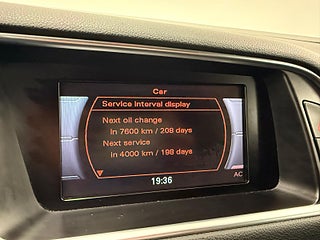 Car
Service interval display
Next oil change
in 7600 km / 208 days
Next service
in 4000 km / 198 days
19:36
AC